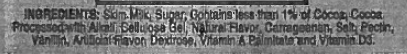 INGREDIENTS: Skim Milk, Sugar, Contains less than 1% of Cocoa, Cocoa
Processed with Alkali, Cellulose Gel, Natural Flavor, Carrageenan, Salt, Pectin,
Vanillin, Artificial Flavor, Dextrose, Vitamin A Palmitate and Vitamin D3.